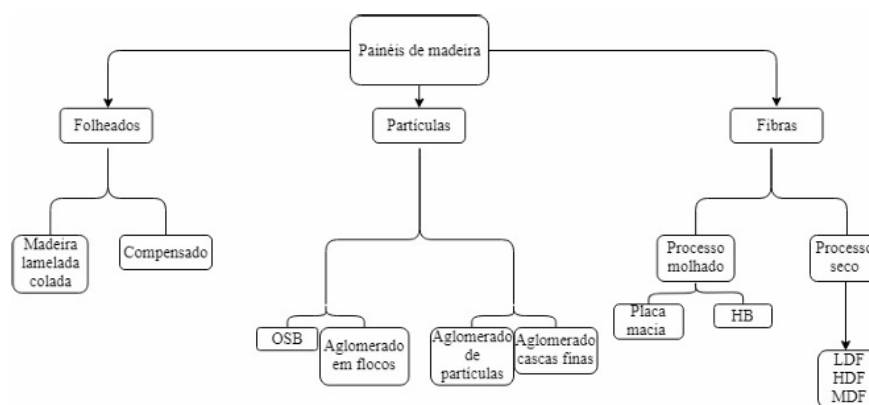 Painéis de madeira
Folheados
Partículas
Fibras
Madeira
lamelada
colada
Compensado
Processo
molhado
Processo
seco
OSB
Aglomerado
em flocos
Aglomerado
de
partículas
Aglomerado
cascas finas
Placa
macia
HB
LDF
HDF
MDF